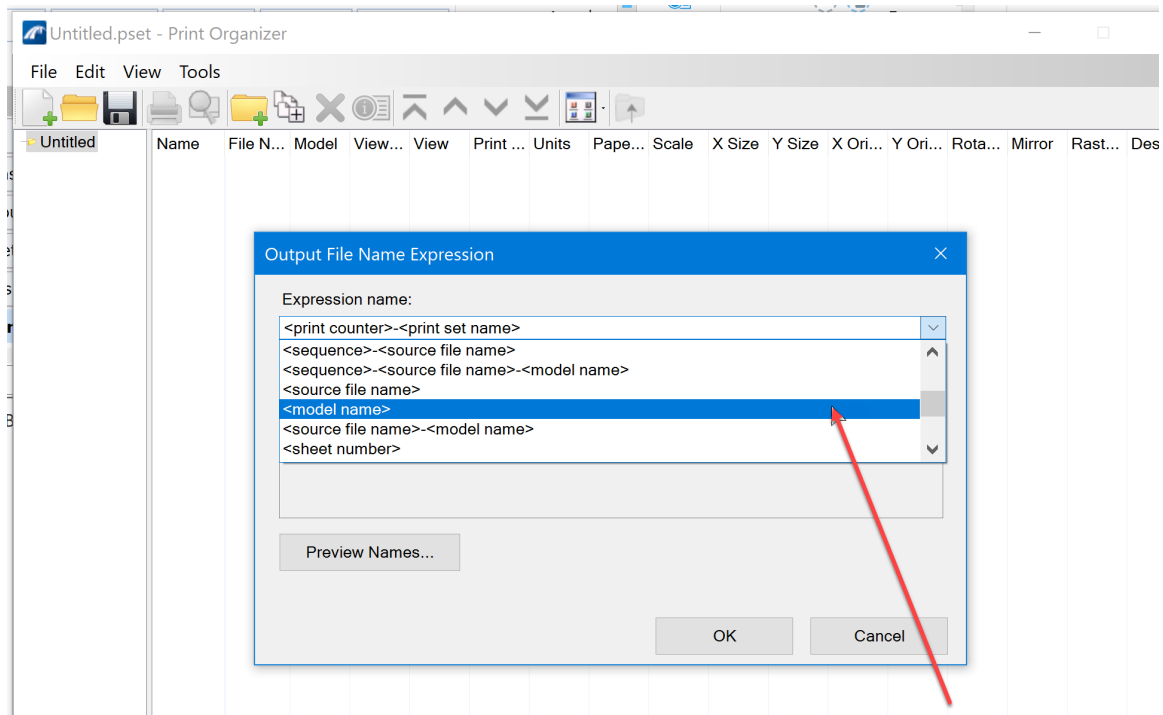 Untitled.pset - Print Organizer
File Edit View Tools
Untitled
Name File N... Model View... View Print ... Units Pape... Scale X Size Y Size X Ori... Y Ori... Rota... Mirror Rast... Des
Output File Name Expression
Expression name:
<print counter>-<print set name>
<sequence>-<source file name>
<sequence>-<source file name>-<model name>
<source file name>
<model name>
<source file name>-<model name>
<sheet number>
Preview Names...
OK Cancel